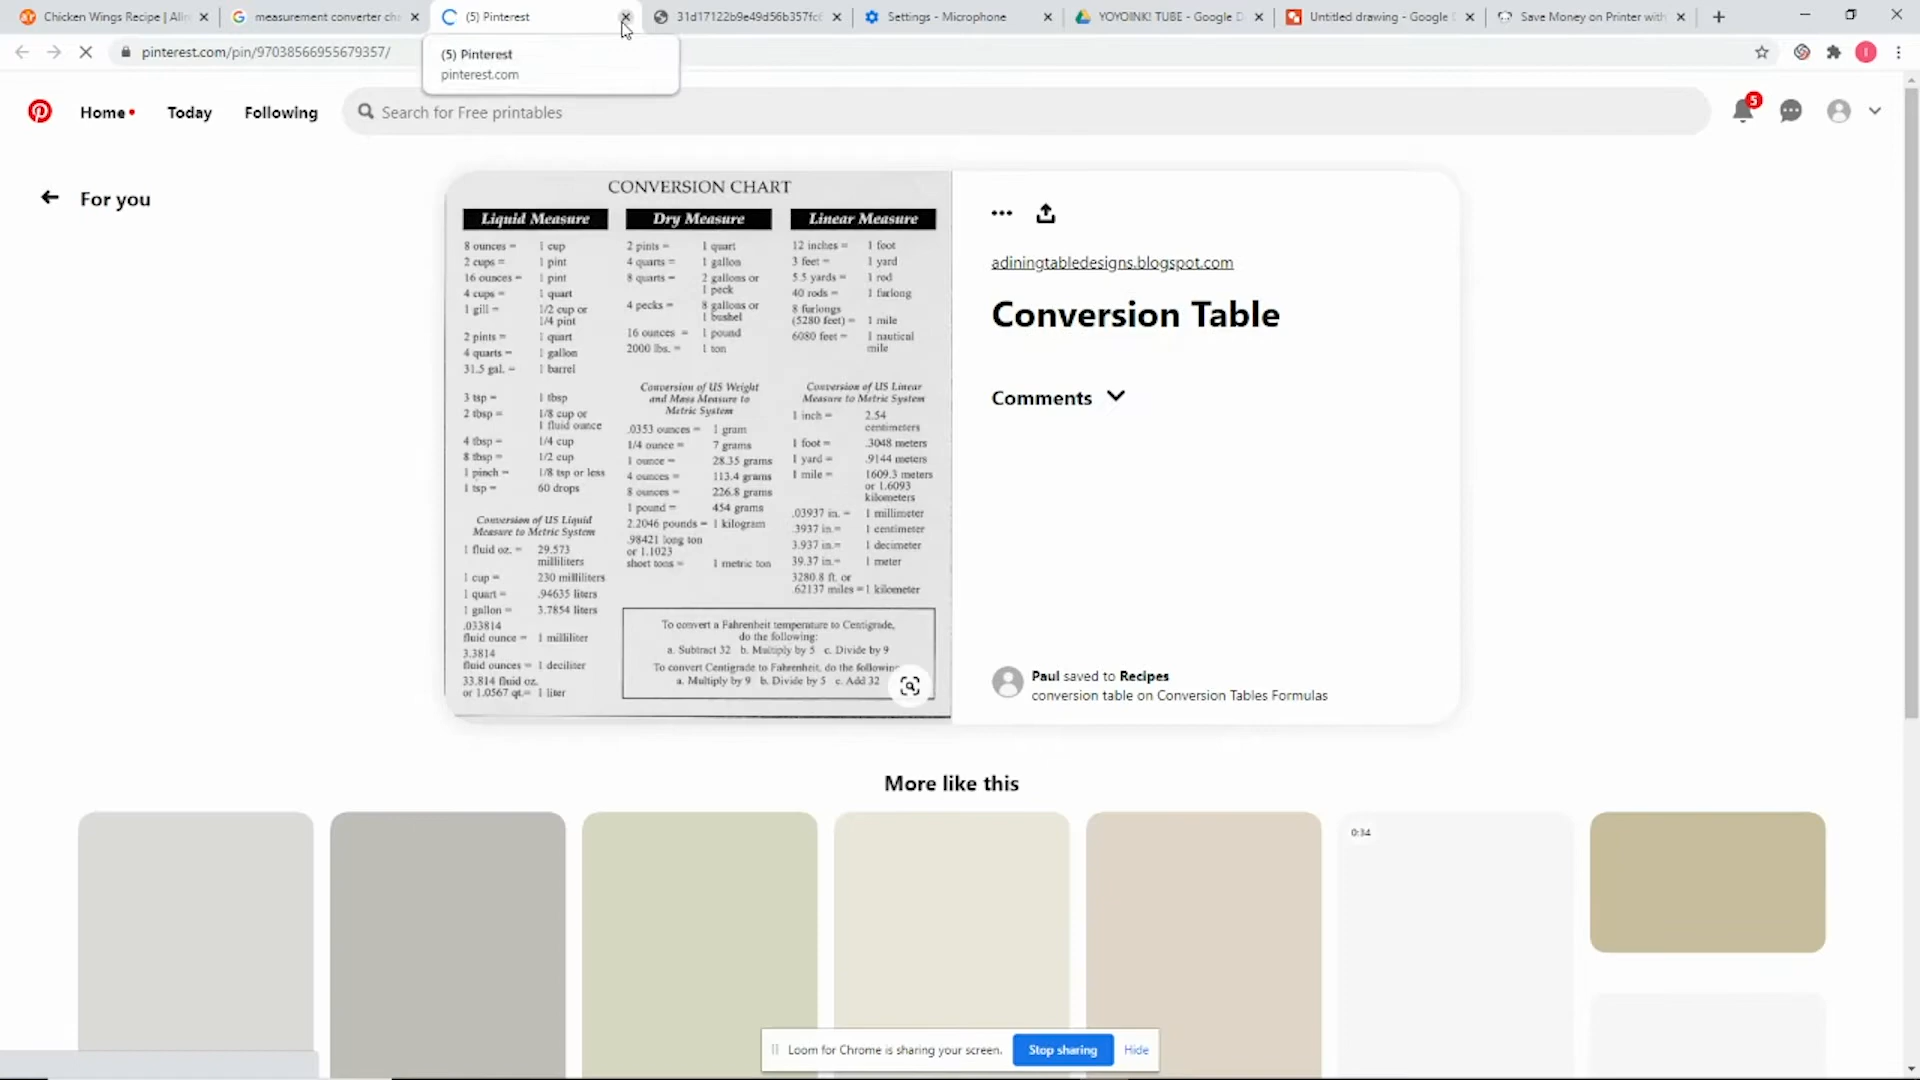 Chicken Wings Recipe | Allr
measurement converter cha
(5) Pinterest
31d17122b9e49d56b357fc6
Settings - Microphone
YOYOINK! TUBE - Google D
Untitled drawing - Google D
Save Money on Printer with
pinterest.com/pin/97038566955679357/
(5) Pinterest
pinterest.com
Home
Today
Following
Search for Free printables
5
For you
CONVERSION CHART
Liquid Measure
8 ounces = 1 cup
2 cups = 1 pint
16 ounces = 1 pint
4 cups = 1 quart
1 gill = 1/2 cup or
1/4 pint
2 pints = 1 quart
4 quarts = 1 gallon
31.5 gal. = 1 barrel
3 tsp = 1 tbsp
2 tbsp = 1/8 cup or
1 fluid ounce
4 tbsp = 1/4 cup
8 tbsp = 1/2 cup
1 pinch = 1/8 tsp or less
1 tsp = 60 drops
Conversion of US Liquid
Measure to Metric System
1 fluid oz. = 29.573
milliliters
1 cup = 230 milliliters
1 quart = .94635 liters
1 gallon = 3.7854 liters
.033814
fluid ounce = 1 milliliter
3.3814
fluid ounces = 1 deciliter
33.814 fluid oz.
or 1.0567 qt.= 1 liter
Dry Measure
2 pints = 1 quart
4 quarts = 1 gallon
8 quarts = 2 gallons or
1 peck
4 pecks = 8 gallons or
1 bushel
16 ounces = 1 pound
2000 lbs. = 1 ton
Conversion of US Weight
and Mass Measure to
Metric System
.0353 ounces = 1 gram
1/4 ounce = 7 grams
1 ounce = 28.35 grams
4 ounces = 113.4 grams
8 ounces = 226.8 grams
1 pound = 454 grams
2.2046 pounds = 1 kilogram
.98421 long ton
or 1.1023
short tons = 1 metric ton
Linear Measure
12 inches = 1 foot
3 feet = 1 yard
5.5 yards = 1 rod
40 rods = 1 furlong
8 furlongs
(5280 feet) = 1 mile
6080 feet = 1 nautical
mile
Conversion of US Linear
Measure to Metric System
1 inch = 2.54
centimeters
1 foot = .3048 meters
1 yard = .9144 meters
1 mile = 1609.3 meters
or 1.6093
kilometers
.03937 in. = 1 millimeter
.3937 in.= 1 centimeter
3.937 in.= 1 decimeter
39.37 in.= 1 meter
3280.8 ft. or
.62137 miles = 1 kilometer
To convert a Fahrenheit temperature to Centigrade,
do the following:
a. Subtract 32 b. Multiply by 5 c. Divide by 9
To convert Centigrade to Fahrenheit, do the following
a. Multiply by 9 b. Divide by 5 c. Add 32
adiningtabledesigns.blogspot.com
Conversion Table
Comments
Paul saved to Recipes
conversion table on Conversion Tables Formulas
More like this
0:34
Loom for Chrome is sharing your screen.
Stop sharing
Hide